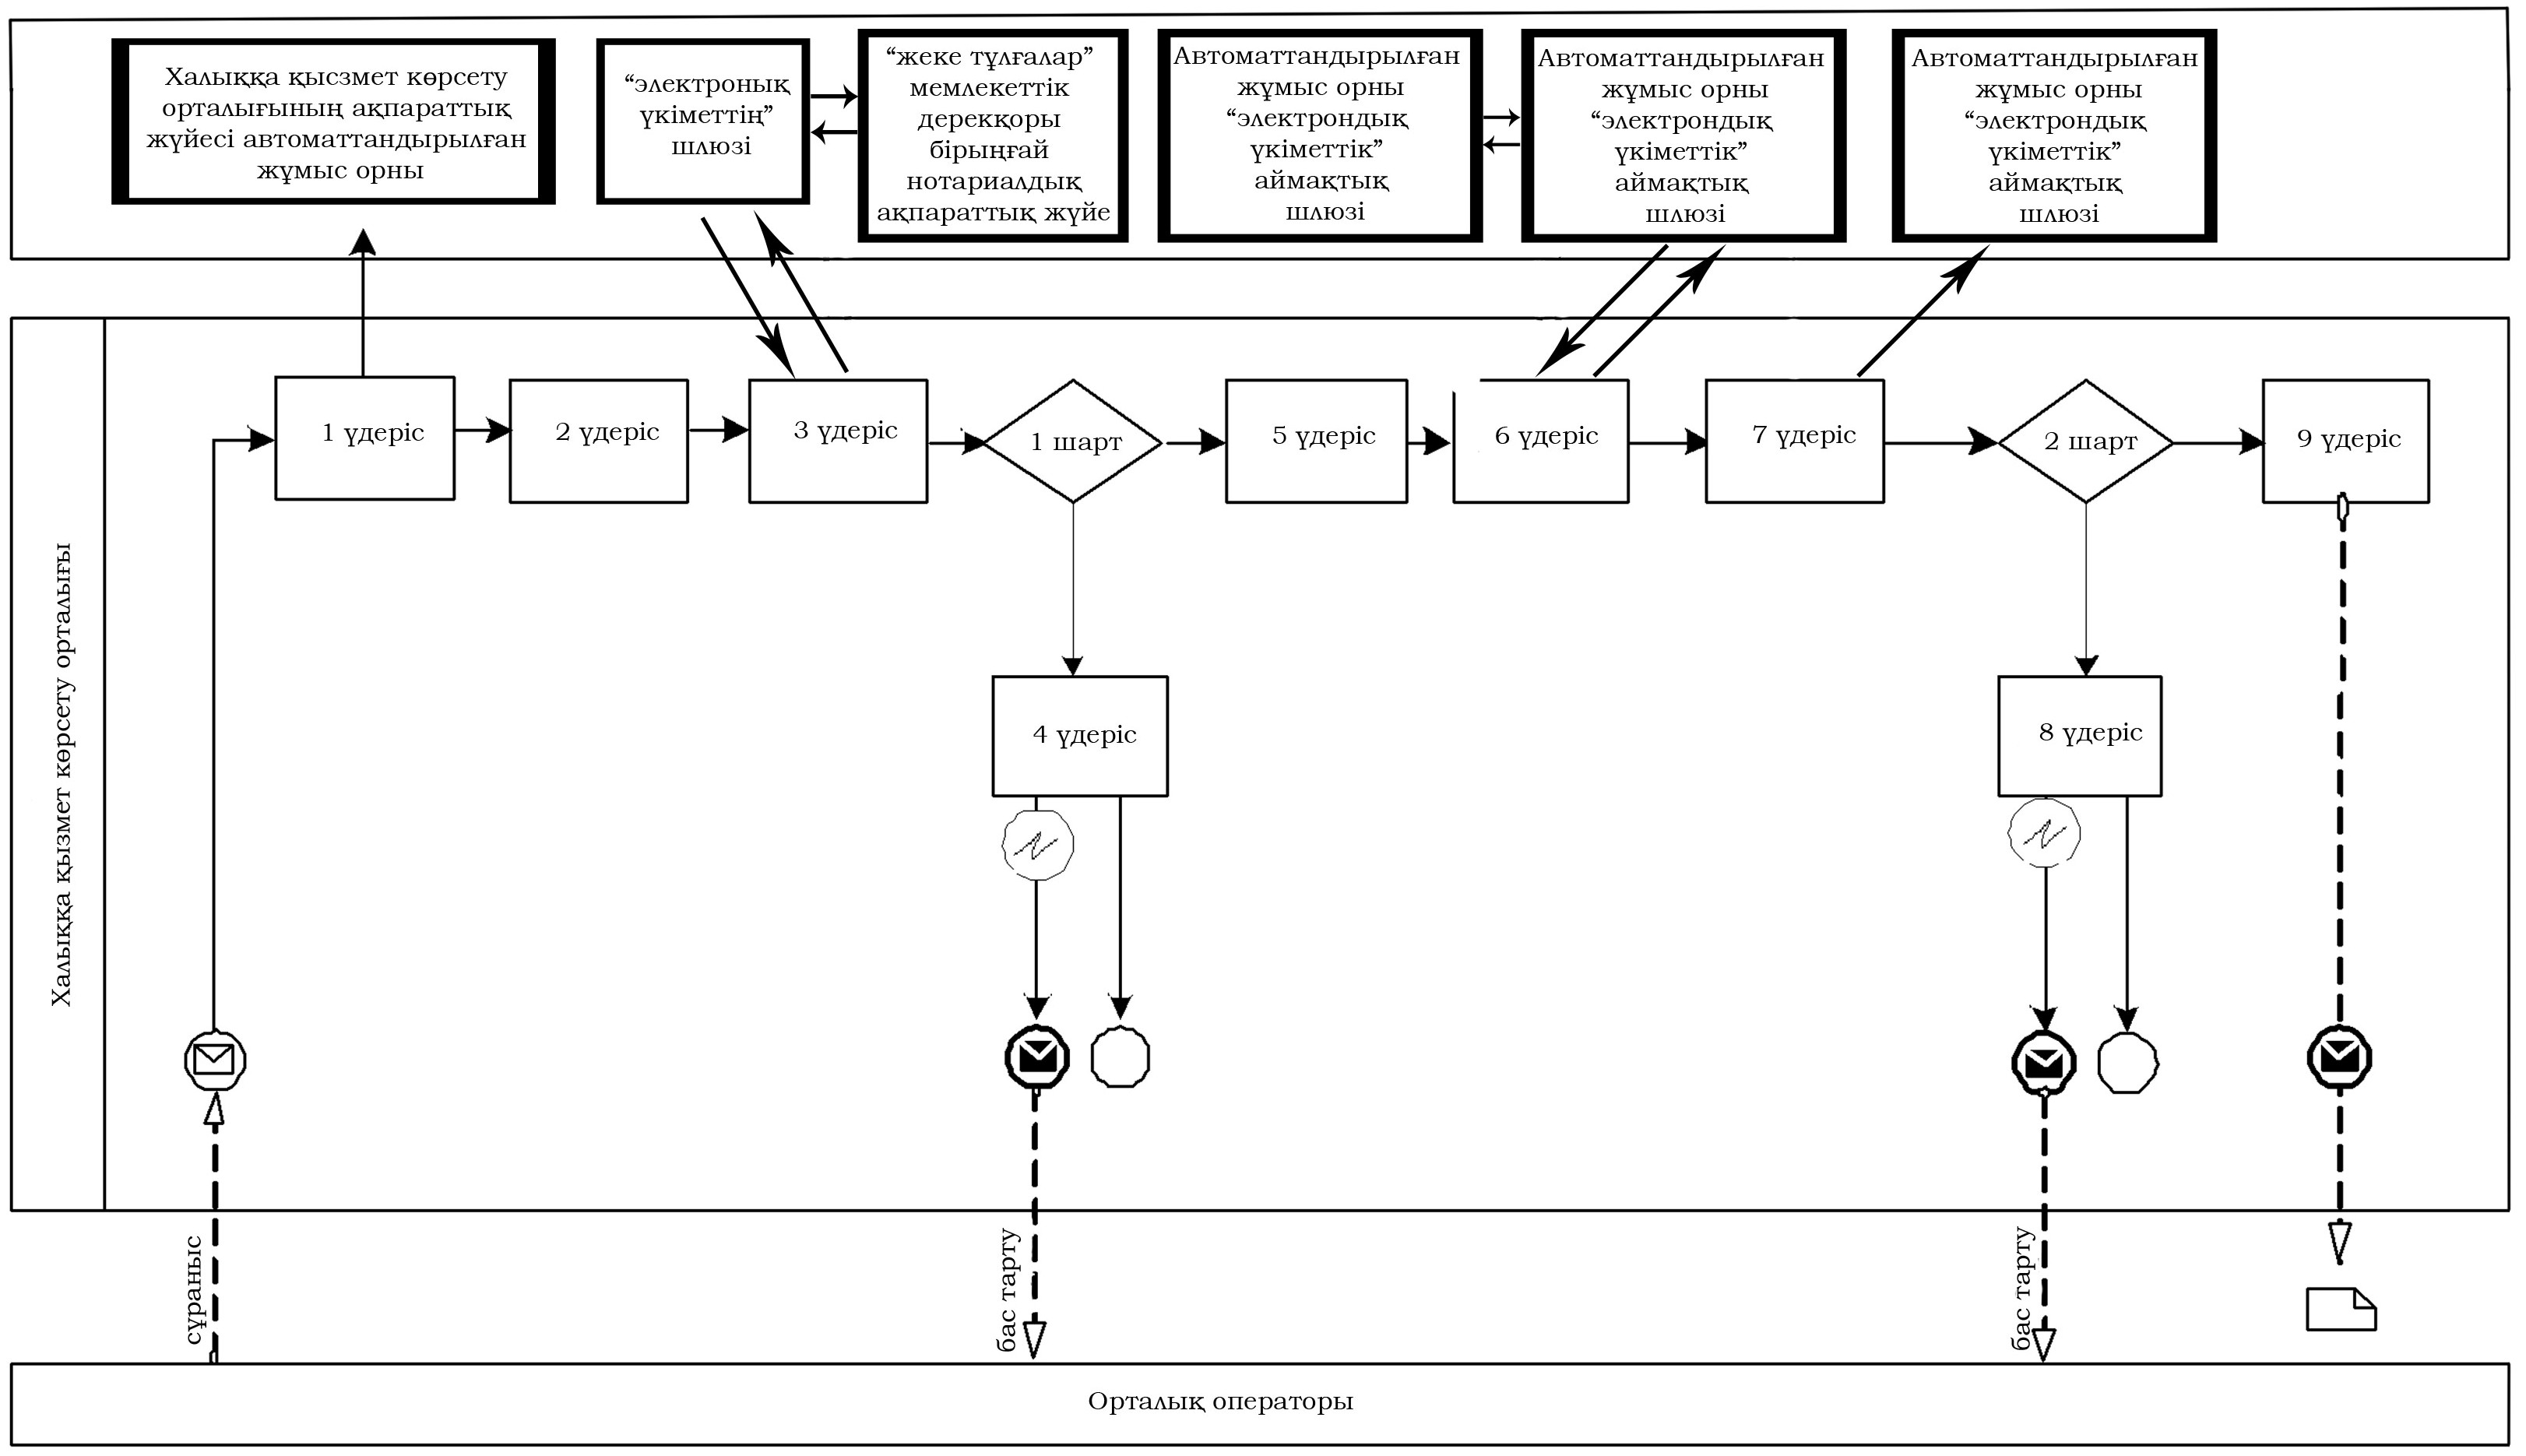 Халыққа қысзмет көрсету
орталығының ақпараттық
жүйесі автоматтандырылған
жұмыс орны
“электроник үкіметтің”
шлюзі
“жеке тұлғалар”
мемлекеттік
дерекқоры
бірыңғай
нотариалдық
ақпараттық жүйе
Автоматтандырылған
жұмыс орны
“электрондық
үкіметтік”
аймақтық
шлюзі
Автоматтандырылған
жұмыс орны
“электрондық
үкіметтік”
аймақтық
шлюзі
Автоматтандырылған
жұмыс орны
“электрондық
үкіметтік”
аймақтық
шлюзі
Халыққа қызмет көрсету орталығы
1 үдеріс
2 үдеріс
3 үдеріс
1 шарт
5 үдеріс
6 үдеріс
7 үдеріс
2 шарт
9 үдеріс
4 үдеріс
8 үдеріс
сұраныс
бас тарту
бас тарту
Орталық операторы